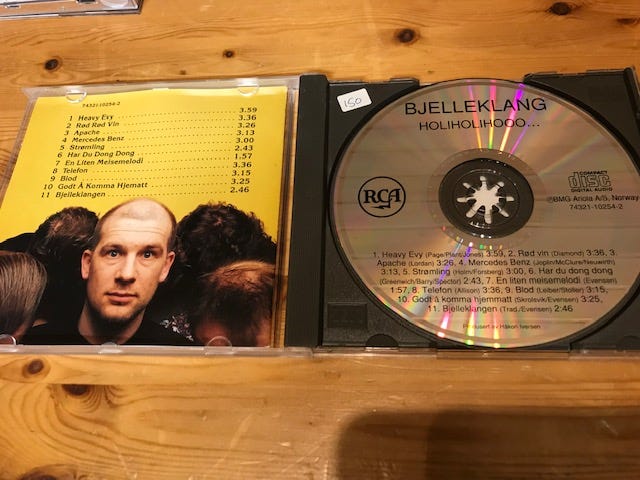 74321-10254-2
1 Heavy Evy 3.59
2 Rød Rød Vin 3.36
3 Apache 3.26
4 Mercedes Benz 3.13
5 Strømling 3.00
6 Har Du Dong Dong 2.43
7 En Liten Meisemelodi 1.57
8 Telefon 3.36
9 Blod 3.15
10 Godt Å Komma Hjematt 3.25
11 Bjelleklangen 2.46
150
BJELLEKLANG
HOLIHOLIHOOO...
RCA
COMPACT
disc
DIGITAL AUDIO
℗BMG Ariola A/S, Norway
74321-10254-2
1. Heavy Evy (Page/Plant/Jones) 3.59, 2. Rød vin (Diamond) 3.36, 3.
Apache (Lordan) 3.26, 4. Mercedes Benz (Joplin/McClure/Neuwirth)
3.13, 5. Strømling (Holm/Forsberg) 3.00, 6. Har du dong dong
(Greenwich/Barry/Spector) 2.43, 7. En liten meisemelodi (Evensen)
1.57, 8. Telefon (Allison) 3.36, 9. Blod (Leiber/Stoller) 3.15,
10. Godt å komma hjemmatt (Skrolsvik/Evensen) 3.25,
11. Bjelleklangen (Trad./Evensen) 2.46
Produsert av Håkon Iversen